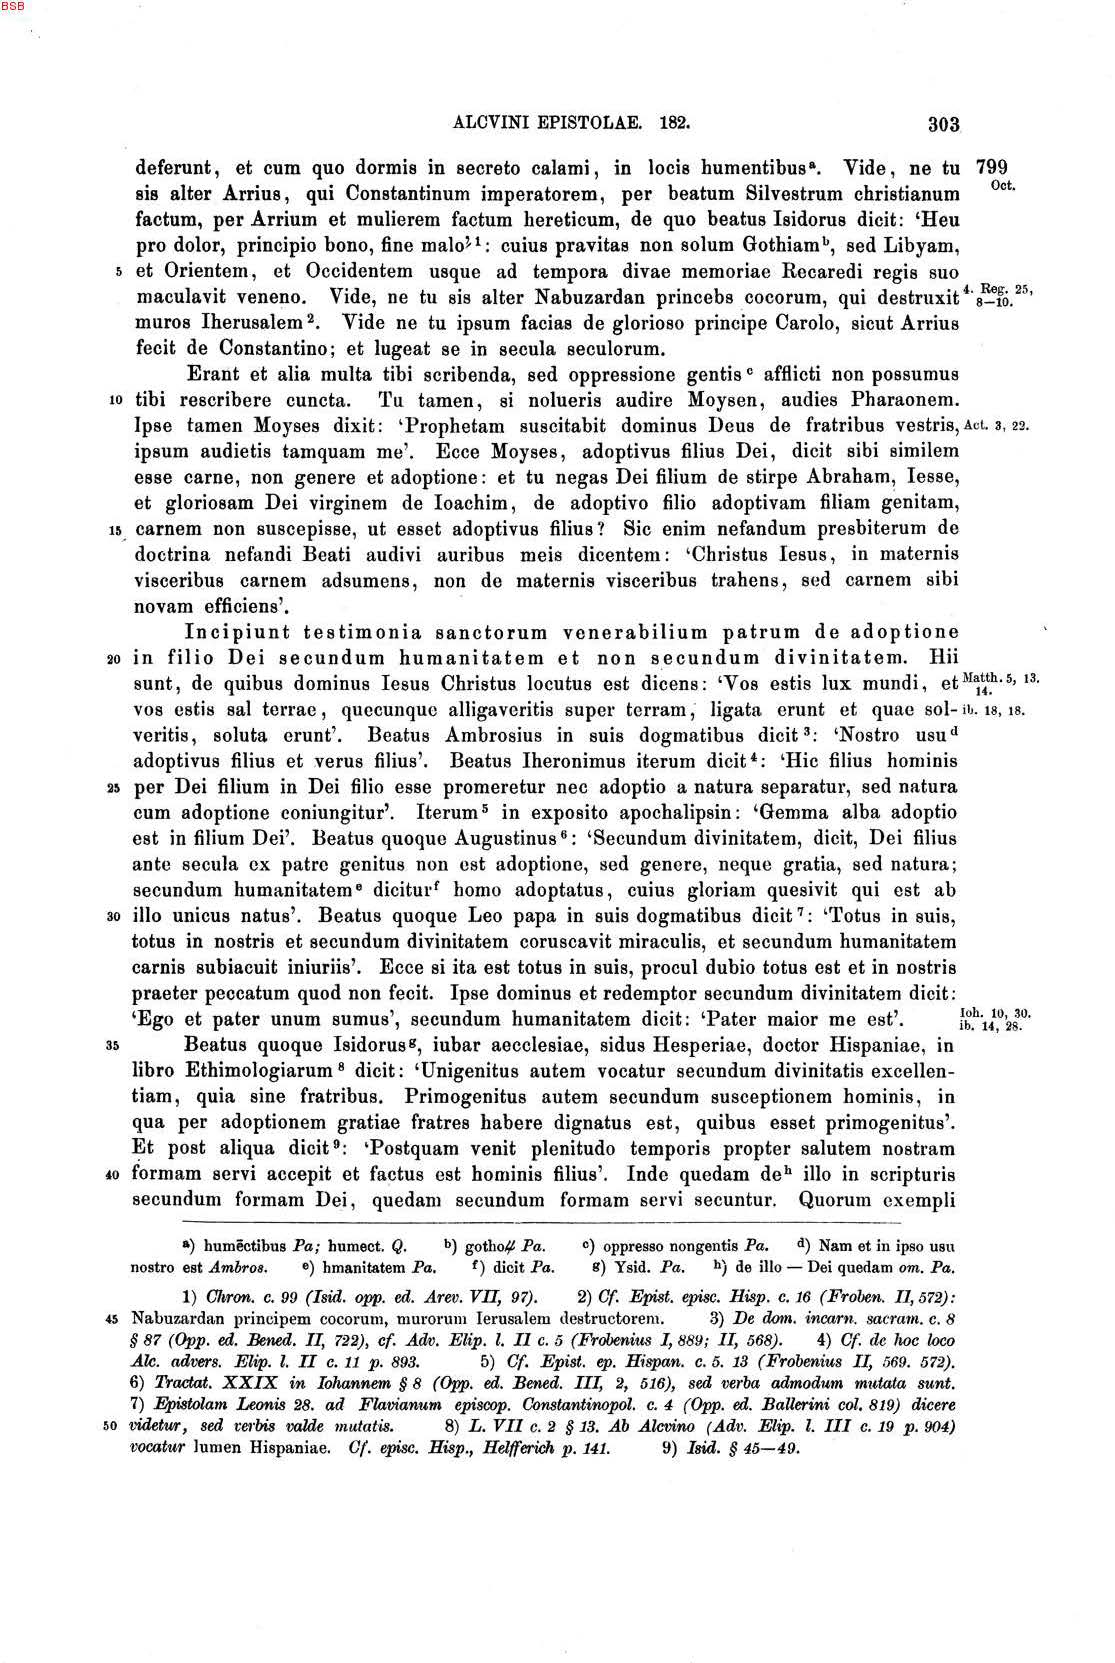 BSB
ALCVINI EPISTOLAE. 182. 303
deferunt, et cum quo dormis in secreto calami, in locis humentibusᵃ. Vide, ne tu 799
sis alter Arrius, qui Constantinum imperatorem, per beatum Silvestrum christianum Oct.
factum, per Arrium et mulierem factum hereticum, de quo beatus Isidorus dicit: ‘Heu
pro dolor, principio bono, fine malo’¹: cuius pravitas non solum Gothiamᵇ, sed Libyam,
5 et Orientem, et Occidentem usque ad tempora divae memoriae Recaredi regis suo
maculavit veneno. Vide, ne tu sis alter Nabuzardan princebs cocorum, qui destruxit 4. Reg. 25, 8—10.
muros Iherusalem². Vide ne tu ipsum facias de glorioso principe Carolo, sicut Arrius
fecit de Constantino; et lugeat se in secula seculorum.
Erant et alia multa tibi scribenda, sed oppressione gentisᶜ afflicti non possumus
10 tibi rescribere cuncta. Tu tamen, si nolueris audire Moysen, audies Pharaonem.
Ipse tamen Moyses dixit: ‘Prophetam suscitabit dominus Deus de fratribus vestris, Act. 3, 22.
ipsum audietis tamquam me’. Ecce Moyses, adoptivus filius Dei, dicit sibi similem
esse carne, non genere et adoptione: et tu negas Dei filium de stirpe Abraham, Iesse,
et gloriosam Dei virginem de Ioachim, de adoptivo filio adoptivam filiam genitam,
15 carnem non suscepisse, ut esset adoptivus filius? Sic enim nefandum presbiterum de
doctrina nefandi Beati audivi auribus meis dicentem: ‘Christus Iesus, in maternis
visceribus carnem adsumens, non de maternis visceribus trahens, sed carnem sibi
novam efficiens’.
Incipiunt testimonia sanctorum venerabilium patrum de adoptione
20 in filio Dei secundum humanitatem et non secundum divinitatem. Hii
sunt, de quibus dominus Iesus Christus locutus est dicens: ‘Vos estis lux mundi, et Matth. 5, 13. 14.
vos estis sal terrae, quecunque alligaveritis super terram, ligata erunt et quae sol- ib. 18, 18.
veritis, soluta erunt’. Beatus Ambrosius in suis dogmatibus dicit³: ‘Nostro usuᵈ
adoptivus filius et verus filius’. Beatus Iheronimus iterum dicit⁴: ‘Hic filius hominis
25 per Dei filium in Dei filio esse promeretur nec adoptio a natura separatur, sed natura
cum adoptione coniungitur’. Iterum⁵ in exposito apochalipsin: ‘Gemma alba adoptio
est in filium Dei’. Beatus quoque Augustinus⁶: ‘Secundum divinitatem, dicit, Dei filius
ante secula ex patre genitus non est adoptione, sed genere, neque gratia, sed natura;
secundum humanitatemᵉ diciturᶠ homo adoptatus, cuius gloriam quesivit qui est ab
30 illo unicus natus’. Beatus quoque Leo papa in suis dogmatibus dicit⁷: ‘Totus in suis,
totus in nostris et secundum divinitatem coruscavit miraculis, et secundum humanitatem
carnis subiacuit iniuriis’. Ecce si ita est totus in suis, procul dubio totus est et in nostris
praeter peccatum quod non fecit. Ipse dominus et redemptor secundum divinitatem dicit:
‘Ego et pater unum sumus’, secundum humanitatem dicit: ‘Pater maior me est’. Ioh. 10, 30. ib. 14, 28.
35 Beatus quoque Isidorusᵍ, iubar aecclesiae, sidus Hesperiae, doctor Hispaniae, in
libro Ethimologiarum⁸ dicit: ‘Unigenitus autem vocatur secundum divinitatis excellen-
tiam, quia sine fratribus. Primogenitus autem secundum susceptionem hominis, in
qua per adoptionem gratiae fratres habere dignatus est, quibus esset primogenitus’.
Et post aliqua dicit⁹: ‘Postquam venit plenitudo temporis propter salutem nostram
40 formam servi accepit et factus est hominis filius’. Inde quedam deʰ illo in scripturis
secundum formam Dei, quedam secundum formam servi secuntur. Quorum exempli
a) humēctibus Pa; humect. Q. b) gotho Pa. c) oppresso nongentis Pa. d) Nam et in ipso usu
nostro est Ambros. e) hmanitatem Pa. f) dicit Pa. g) Ysid. Pa. h) de illo — Dei quedam om. Pa.
1) Chron. c. 99 (Isid. opp. ed. Arev. VII, 97). 2) Cf. Epist. episc. Hisp. c. 16 (Froben. II, 572):
45 Nabuzardan principem cocorum, murorum Ierusalem destructorem. 3) De dom. incarn. sacram. c. 8
§ 87 (Opp. ed. Bened. II, 722), cf. Adv. Elip. l. II c. 5 (Frobenius I, 889; II, 568). 4) Cf. de hoc loco
Alc. advers. Elip. l. II c. 11 p. 893. 5) Cf. Epist. ep. Hispan. c. 5. 13 (Frobenius II, 569. 572).
6) Tractat. XXIX in Iohannem § 8 (Opp. ed. Bened. III, 2, 516), sed verba admodum mutata sunt.
7) Epistolam Leonis 28. ad Flavianum episcop. Constantinopol. c. 4 (Opp. ed. Ballerini col. 819) dicere
50 videtur, sed verbis valde mutatis. 8) L. VII c. 2 § 13. Ab Alcvino (Adv. Elip. l. III c. 19 p. 904)
vocatur lumen Hispaniae. Cf. episc. Hisp., Helfferich p. 141. 9) Isid. § 45—49.